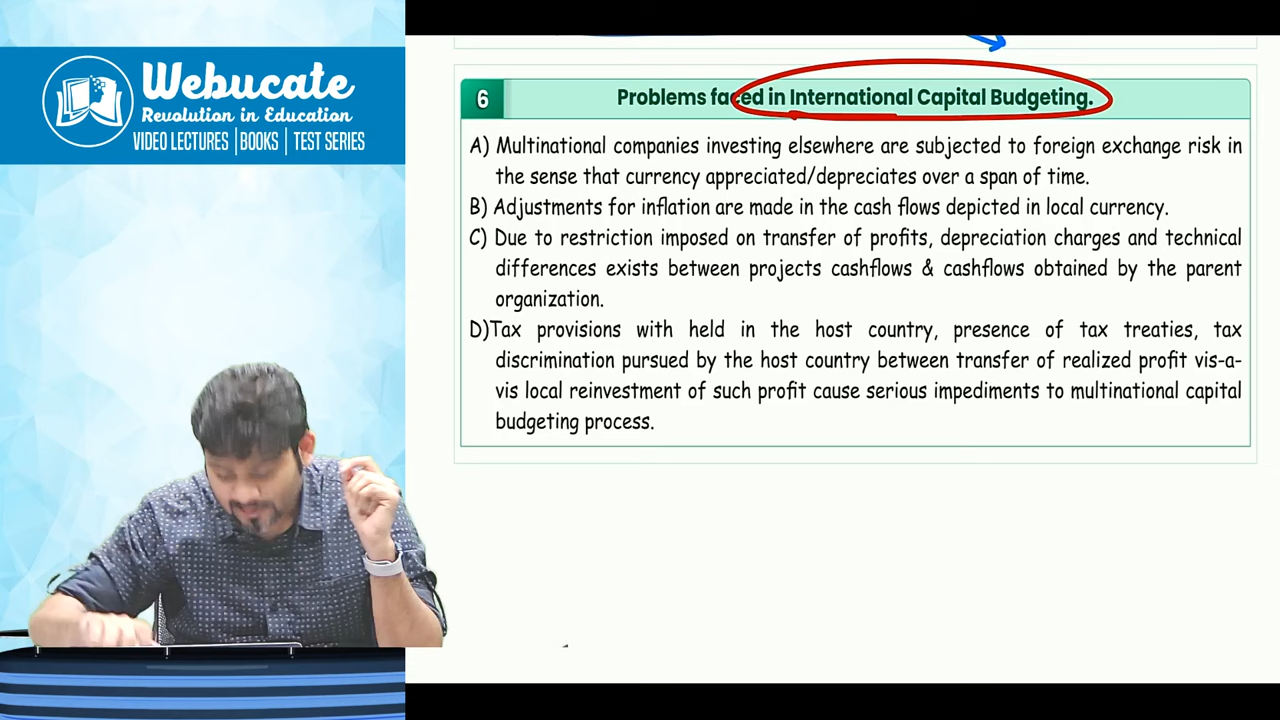 Webucate
Revolution in Education
VIDEO LECTURES | BOOKS | TEST SERIES
6
Problems faced in International Capital Budgeting.
A) Multinational companies investing elsewhere are subjected to foreign exchange risk in
the sense that currency appreciated/depreciates over a span of time.
B) Adjustments for inflation are made in the cash flows depicted in local currency.
C) Due to restriction imposed on transfer of profits, depreciation charges and technical
differences exists between projects cashflows & cashflows obtained by the parent
organization.
D)Tax provisions with held in the host country, presence of tax treaties, tax
discrimination pursued by the host country between transfer of realized profit vis-a-
vis local reinvestment of such profit cause serious impediments to multinational capital
budgeting process.